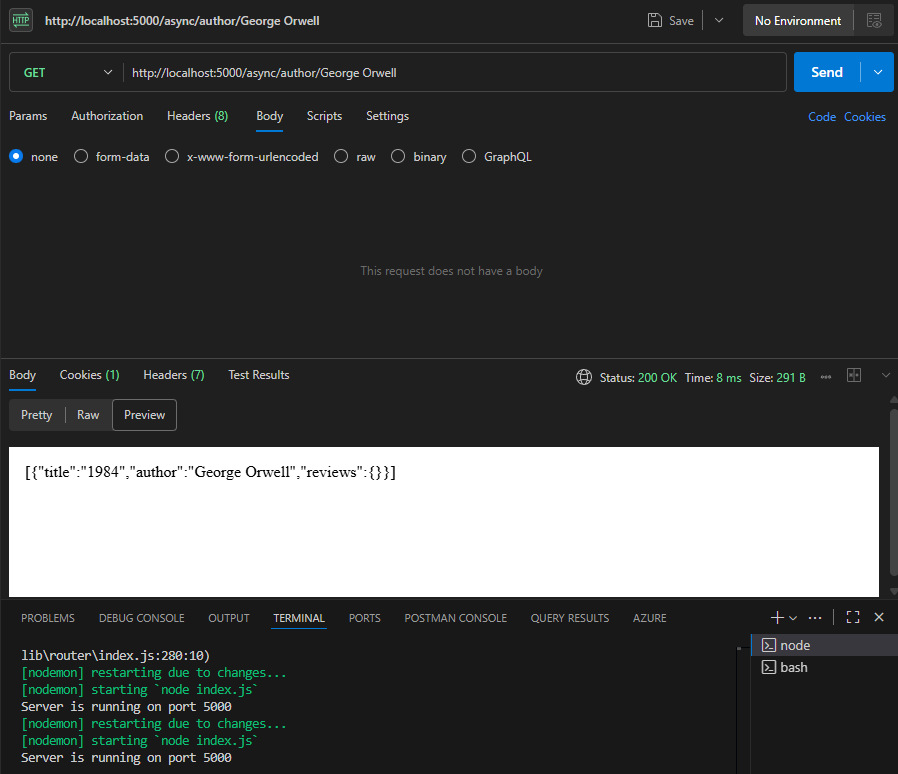 HTTP http://localhost:5000/async/author/George Orwell Save No Environment
GET http://localhost:5000/async/author/George Orwell Send
Params Authorization Headers (8) Body Scripts Settings Code Cookies
none form-data x-www-form-urlencoded raw binary GraphQL
This request does not have a body
Body Cookies (1) Headers (7) Test Results Status: 200 OK Time: 8 ms Size: 291 B
Pretty Raw Preview
[{"title":"1984","author":"George Orwell","reviews":{}}]
PROBLEMS DEBUG CONSOLE OUTPUT TERMINAL PORTS POSTMAN CONSOLE QUERY RESULTS AZURE
lib\router\index.js:280:10)
[nodemon] restarting due to changes...
[nodemon] starting `node index.js`
Server is running on port 5000
[nodemon] restarting due to changes...
[nodemon] starting `node index.js`
Server is running on port 5000
node
bash